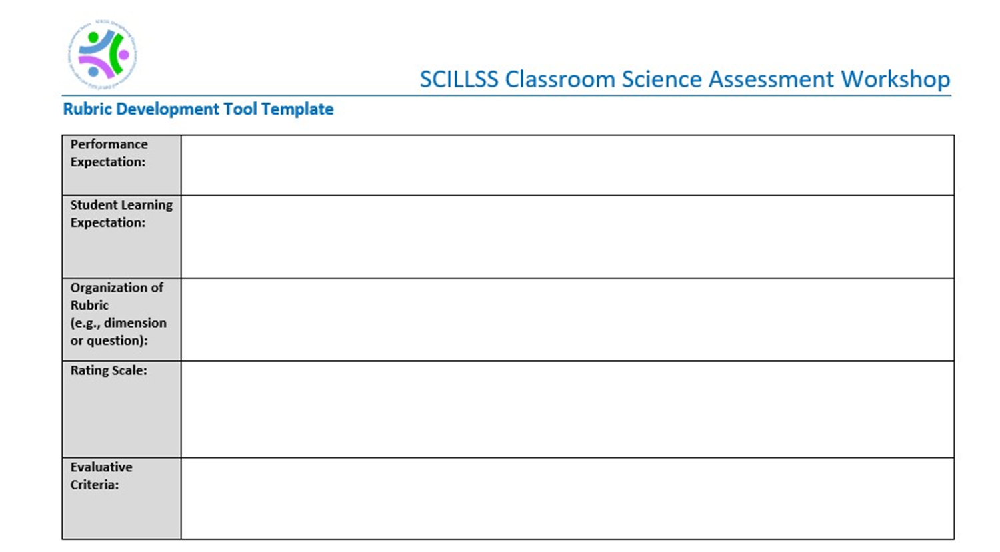 SCILLSS Classroom Science Assessment Workshop
Rubric Development Tool Template
Performance
Expectation:
Student Learning
Expectation:
Organization of
Rubric
(e.g., dimension
or question):
Rating Scale:
Evaluative
Criteria: